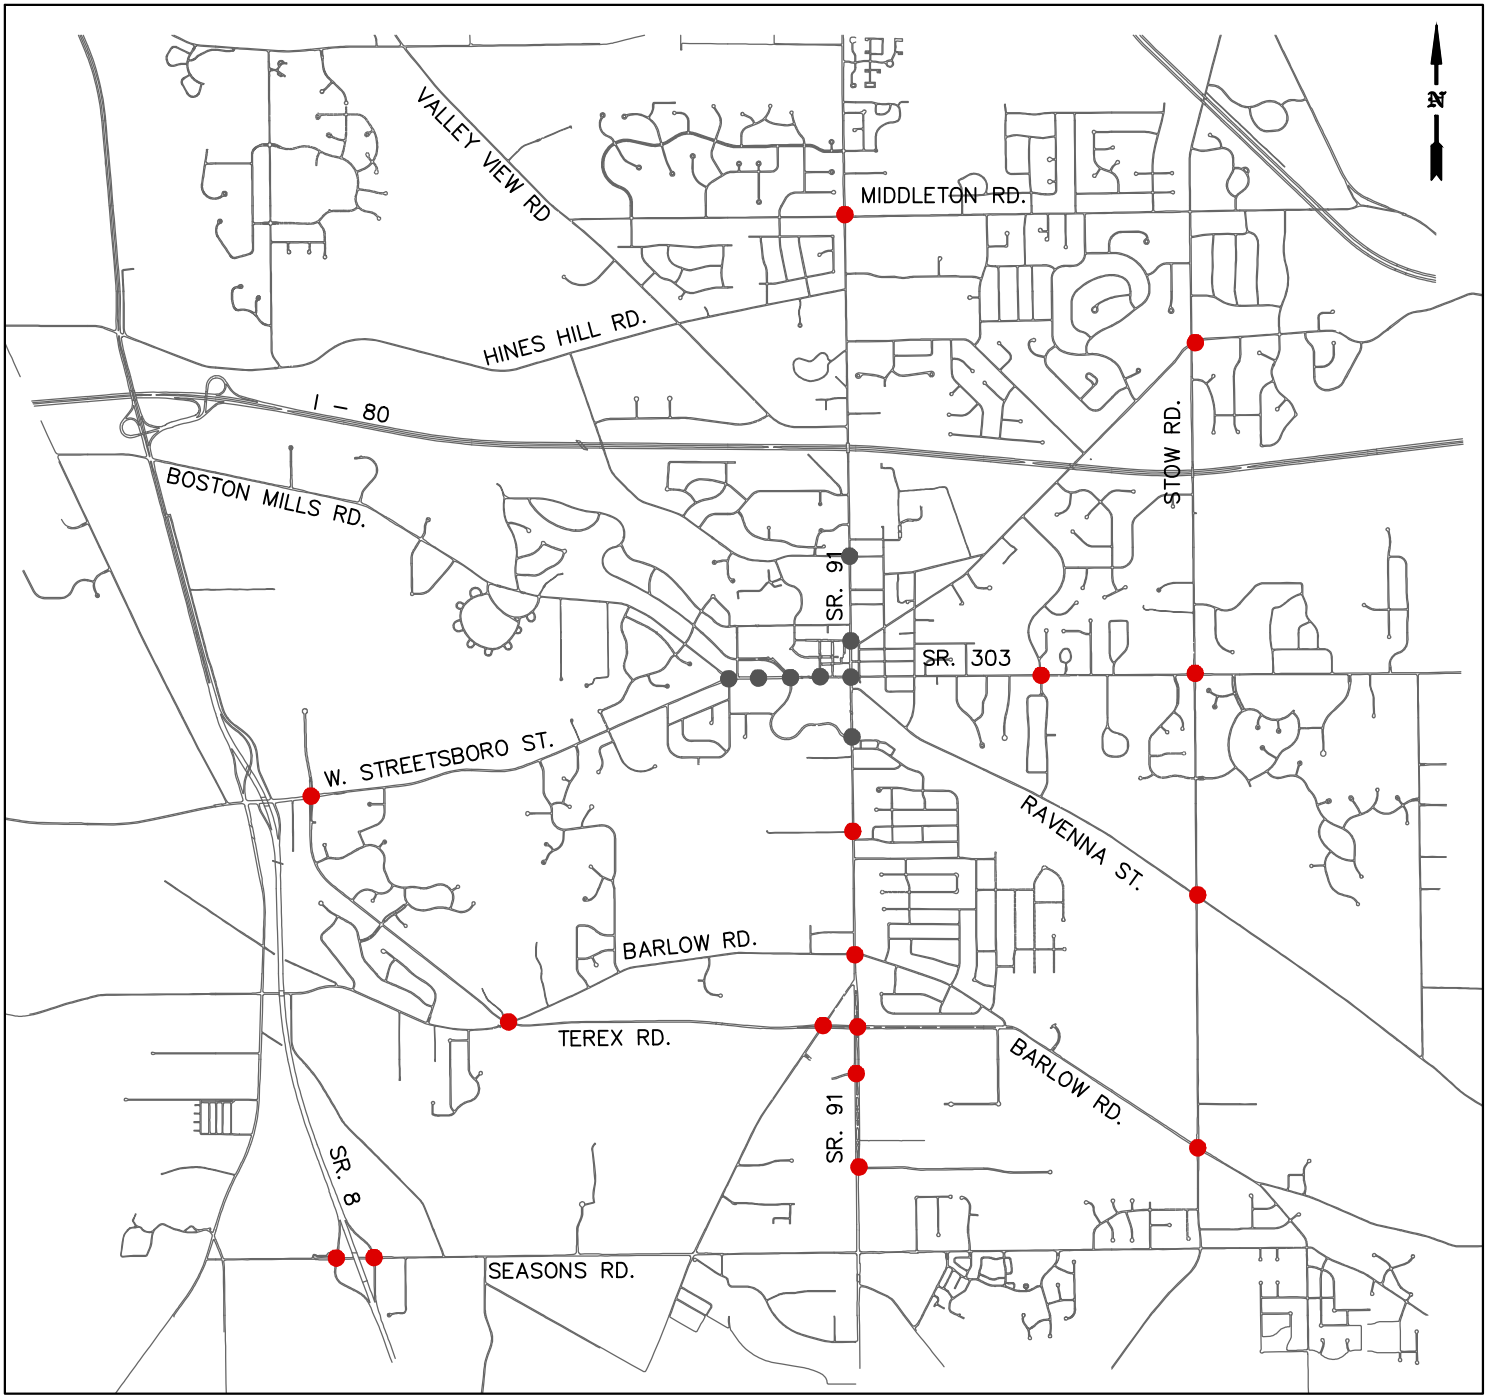 VALLEY VIEW RD
MIDDLETON RD.
HINES HILL RD.
I - 80
STOW RD.
BOSTON MILLS RD.
SR. 91
SR. 303
W. STREETSBORO ST.
RAVENNA ST.
BARLOW RD.
TEREX RD.
BARLOW RD.
SR. 91
SR. 8
SEASONS RD.